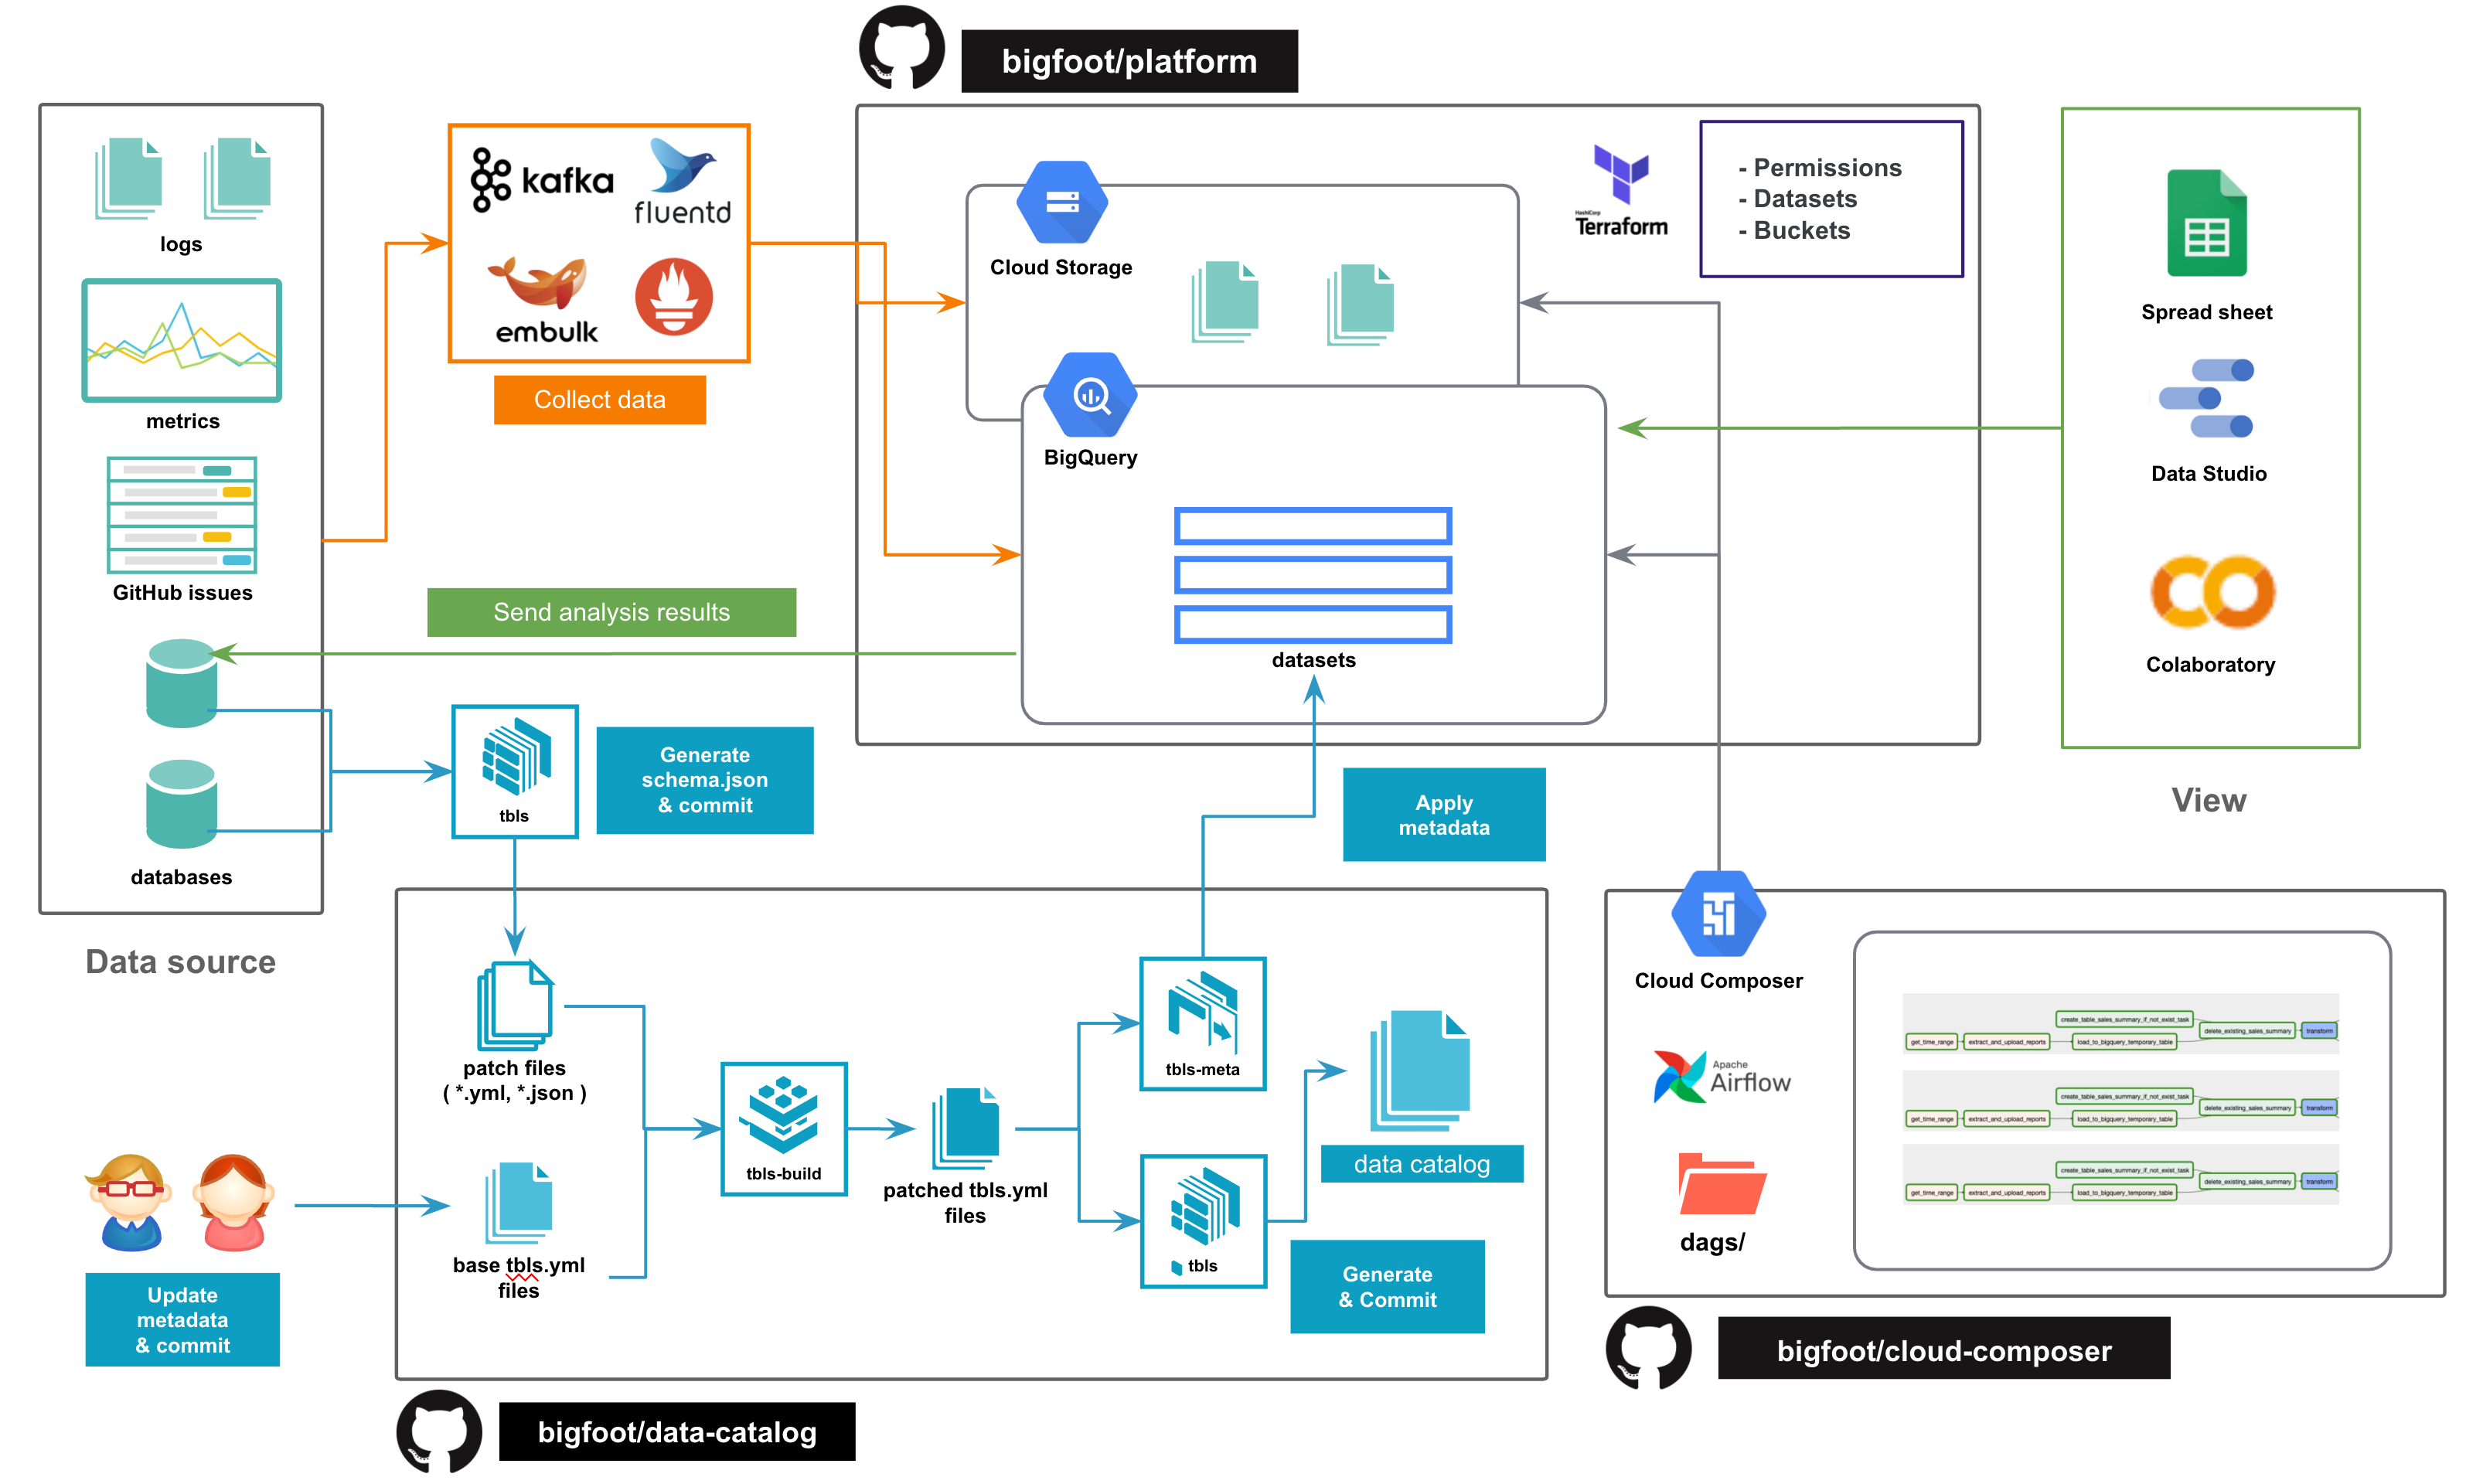 bigfoot/platform
logs
metrics
GitHub issues
databases
Data source
kafka
fluentd
embulk
Collect data
Send analysis results
Cloud Storage
BigQuery
datasets
HashiCorp
Terraform
- Permissions
- Datasets
- Buckets
Spread sheet
Data Studio
Colaboratory
View
tbls
Generate
schema.json
& commit
Apply
metadata
patch files
( *.yml, *.json )
base tbls.yml
files
Update
metadata
& commit
tbls-build
patched tbls.yml
files
tbls-meta
tbls
data catalog
Generate
& Commit
bigfoot/data-catalog
Cloud Composer
Apache
Airflow
dags/
create_table_sales_summary_if_not_exist_task
delete_existing_sales_summary
transform
get_time_range
extract_and_upload_reports
load_to_bigquery_temporary_table
create_table_sales_summary_if_not_exist_task
delete_existing_sales_summary
transform
get_time_range
extract_and_upload_reports
load_to_bigquery_temporary_table
create_table_sales_summary_if_not_exist_task
delete_existing_sales_summary
transform
get_time_range
extract_and_upload_reports
load_to_bigquery_temporary_table
bigfoot/cloud-composer